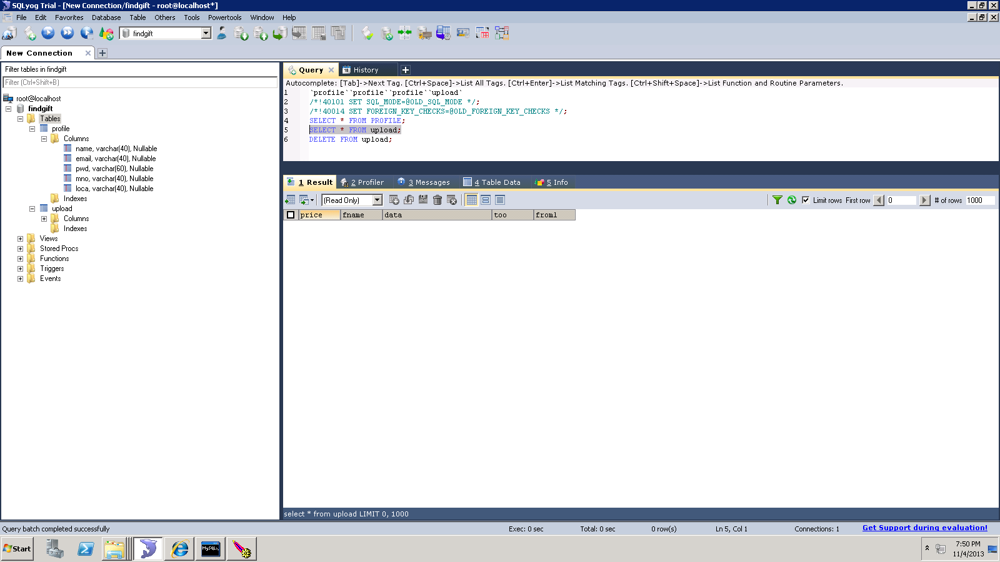 SQLyog Trial - [New Connection/findgift - root@localhost*]
File Edit Favorites Database Table Others Tools Powertools Window Help
findgift
New Connection
Filter tables in findgift
Filter (Ctrl+Shift+B)
root@localhost
findgift
Tables
profile
Columns
name, varchar(40), Nullable
email, varchar(40), Nullable
pwd, varchar(60), Nullable
mno, varchar(40), Nullable
loca, varchar(40), Nullable
Indexes
upload
Columns
Indexes
Views
Stored Procs
Functions
Triggers
Events
Query History
Autocomplete: [Tab]->Next Tag. [Ctrl+Space]->List All Tags. [Ctrl+Enter]->List Matching Tags. [Ctrl+Shift+Space]->List Function and Routine Parameters.
1 `profile``profile``profile``upload`
2 /*!40101 SET SQL_MODE=@OLD_SQL_MODE */;
3 /*!40014 SET FOREIGN_KEY_CHECKS=@OLD_FOREIGN_KEY_CHECKS */;
4 SELECT * FROM PROFILE;
5 SELECT * FROM upload;
6 DELETE FROM upload;
1 Result 2 Profiler 3 Messages 4 Table Data 5 Info
(Read Only) Limit rows First row 0 # of rows 1000
price fname data too froml
select * from upload LIMIT 0, 1000
Query batch completed successfully Exec: 0 sec Total: 0 sec 0 row(s) Ln 5, Col 1 Connections: 1 Get Support during evaluation!
Start
7:50 PM
11/4/2013